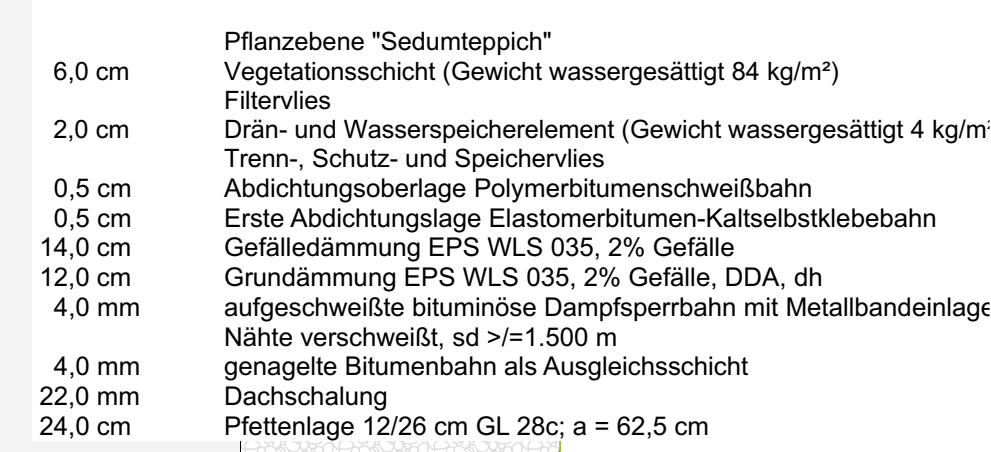 Pflanzebene "Sedumteppich"
6,0 cm Vegetationsschicht (Gewicht wassergesättigt 84 kg/m²)
Filtervlies
2,0 cm Drän- und Wasserspeicherelement (Gewicht wassergesättigt 4 kg/m²
Trenn-, Schutz- und Speichervlies
0,5 cm Abdichtungsoberlage Polymerbitumenschweißbahn
0,5 cm Erste Abdichtungslage Elastomerbitumen-Kaltselbstklebebahn
14,0 cm Gefälledämmung EPS WLS 035, 2% Gefälle
12,0 cm Grundämmung EPS WLS 035, 2% Gefälle, DDA, dh
4,0 mm aufgeschweißte bituminöse Dampfsperrbahn mit Metallbandeinlage
Nähte verschweißt, sd >/=1.500 m
4,0 mm genagelte Bitumenbahn als Ausgleichsschicht
22,0 mm Dachschalung
24,0 cm Pfettenlage 12/26 cm GL 28c; a = 62,5 cm